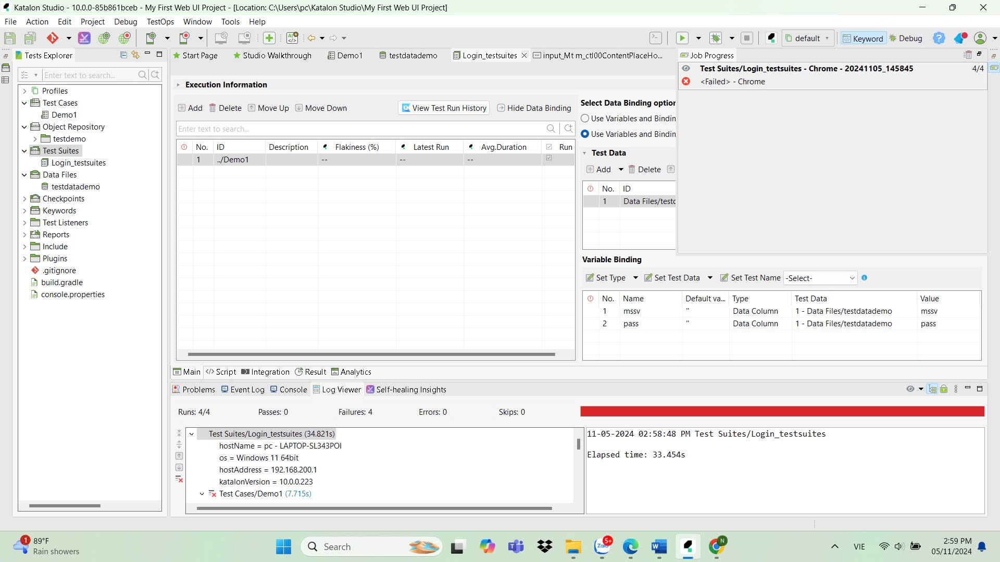 Katalon Studio - 10.0.0-85b861bceb - My First Web UI Project - [Location: C:\Users\pc\Katalon Studio\My First Web UI Project]
File Action Edit Project Debug TestOps Window Tools Help
default Keyword Debug
Tests Explorer
Enter text to search...
Profiles
Test Cases
Demo1
Object Repository
testdemo
Test Suites
Login_testsuites
Data Files
testdatademo
Checkpoints
Keywords
Test Listeners
Reports
Include
Plugins
.gitignore
build.gradle
console.properties
Start Page Studio Walkthrough Demo1 testdatademo Login_testsuites input_Mt m_ctl00ContentPlaceHo...
Execution Information
Add Delete Move Up Move Down View Test Run History Hide Data Binding
Enter text to search...
No. ID Description Flakiness (%) Latest Run Avg.Duration Run
1 ../Demo1 -- -- --
Select Data Binding option
Use Variables and Bindin
Use Variables and Bindin
Test Data
Add Delete
No. ID
1 Data Files/testd
Job Progress
Test Suites/Login_testsuites - Chrome - 20241105_145845 4/4
<Failed> - Chrome
Variable Binding
Set Type Set Test Data Set Test Name -Select-
No. Name Default va... Type Test Data Value
1 mssv '' Data Column 1 - Data Files/testdatademo mssv
2 pass '' Data Column 1 - Data Files/testdatademo pass
Main Script Integration Result Analytics
Problems Event Log Console Log Viewer Self-healing Insights
Runs: 4/4 Passes: 0 Failures: 4 Errors: 0 Skips: 0
Test Suites/Login_testsuites (34.821s)
hostName = pc - LAPTOP-SL343POI
os = Windows 11 64bit
hostAddress = 192.168.200.1
katalonVersion = 10.0.0.223
Test Cases/Demo1 (7.715s)
11-05-2024 02:58:48 PM Test Suites/Login_testsuites
Elapsed time: 33.454s
1
89°F
Rain showers
Search
Zalo 5+
W
N
VIE
2:59 PM
05/11/2024